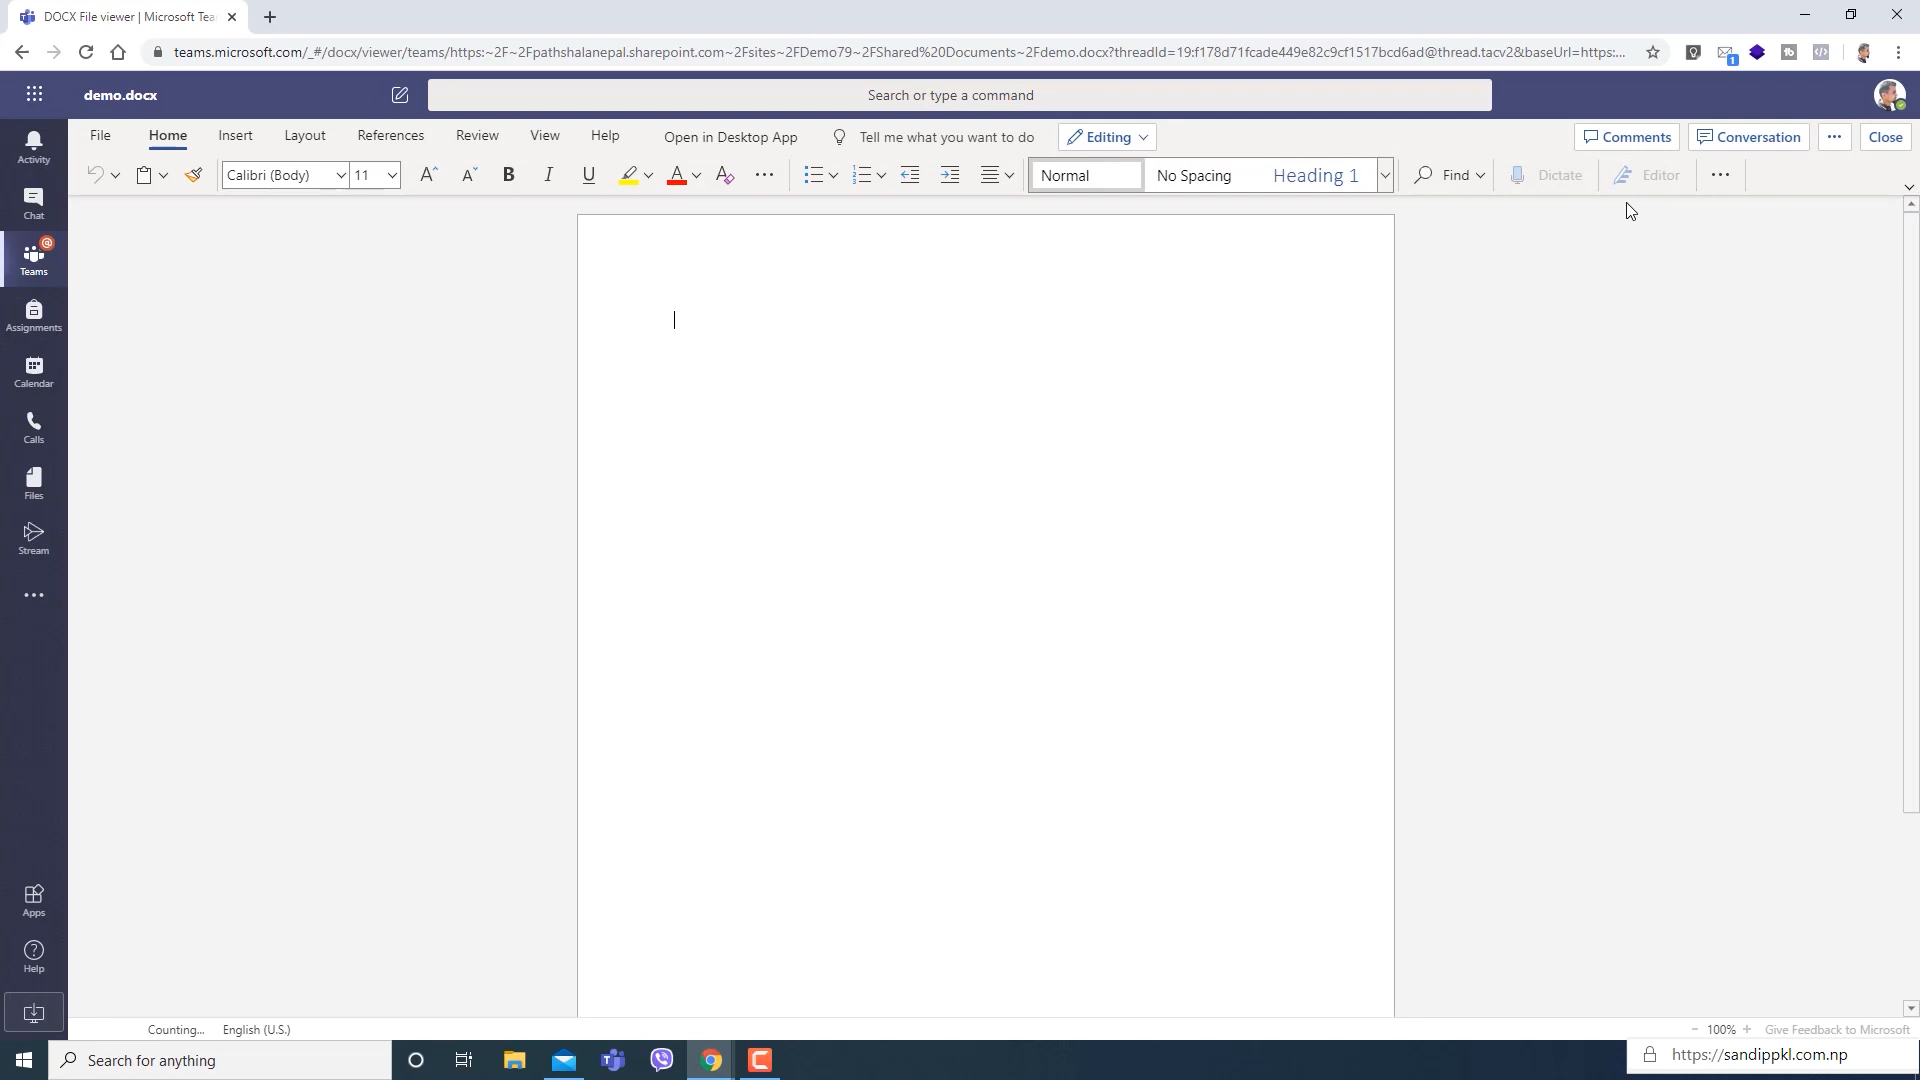 DOCX File viewer | Microsoft Tea
teams.microsoft.com/_#/docx/viewer/teams/https:~2F~2Fpathshalanepal.sharepoint.com~2Fsites~2FDemo79~2FShared%20Documents~2Fdemo.docx?threadId=19:f178d71fcade449e82c9cf1517bcd6ad@thread.tacv2&baseUrl=https:...
1
demo.docx
Search or type a command
File Home Insert Layout References Review View Help Open in Desktop App Tell me what you want to do Editing Comments Conversation Close
Calibri (Body) 11 B I U A Normal No Spacing Heading 1 Find Dictate Editor
Activity
Chat
Teams
Assignments
Calendar
Calls
Files
Stream
Apps
Help
Counting... English (U.S.) 100% Give Feedback to Microsoft
Search for anything
https://sandippkl.com.np